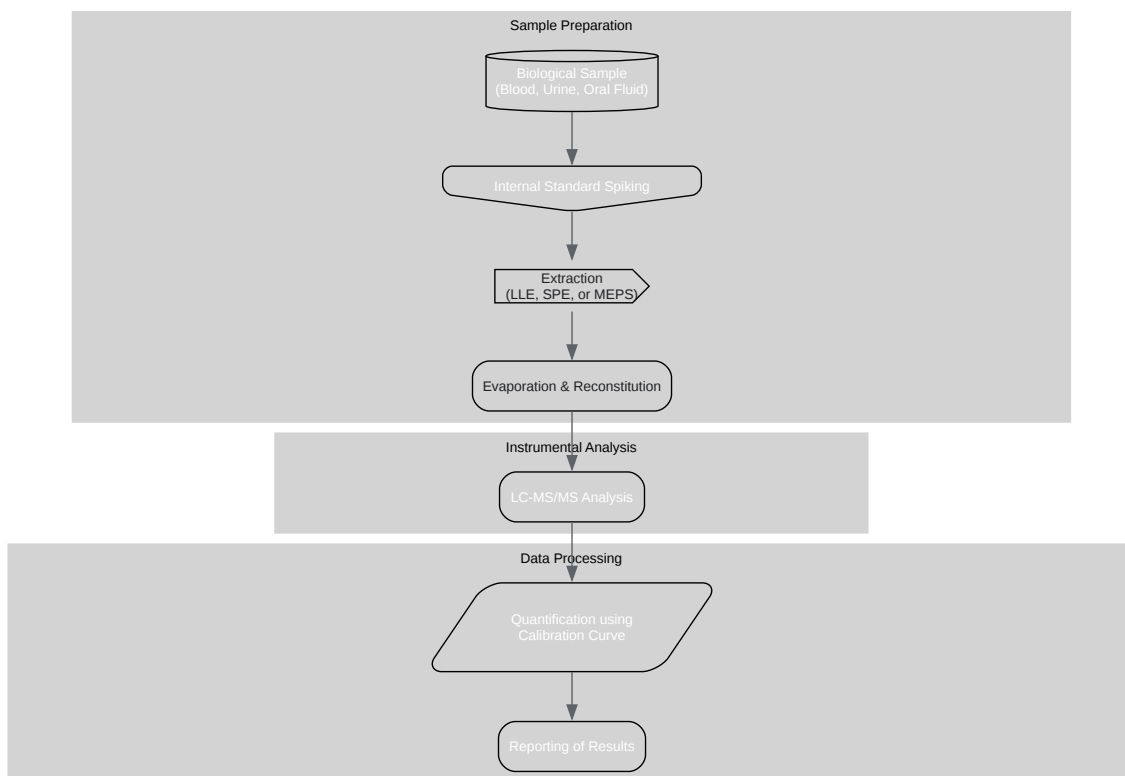 Sample Preparation
Biological Sample
(Blood, Urine, Oral Fluid)
Internal Standard Spiking
Extraction
(LLE, SPE, or MEPS)
Evaporation & Reconstitution
Instrumental Analysis
LC-MS/MS Analysis
Data Processing
Quantification using
Calibration Curve
Reporting of Results